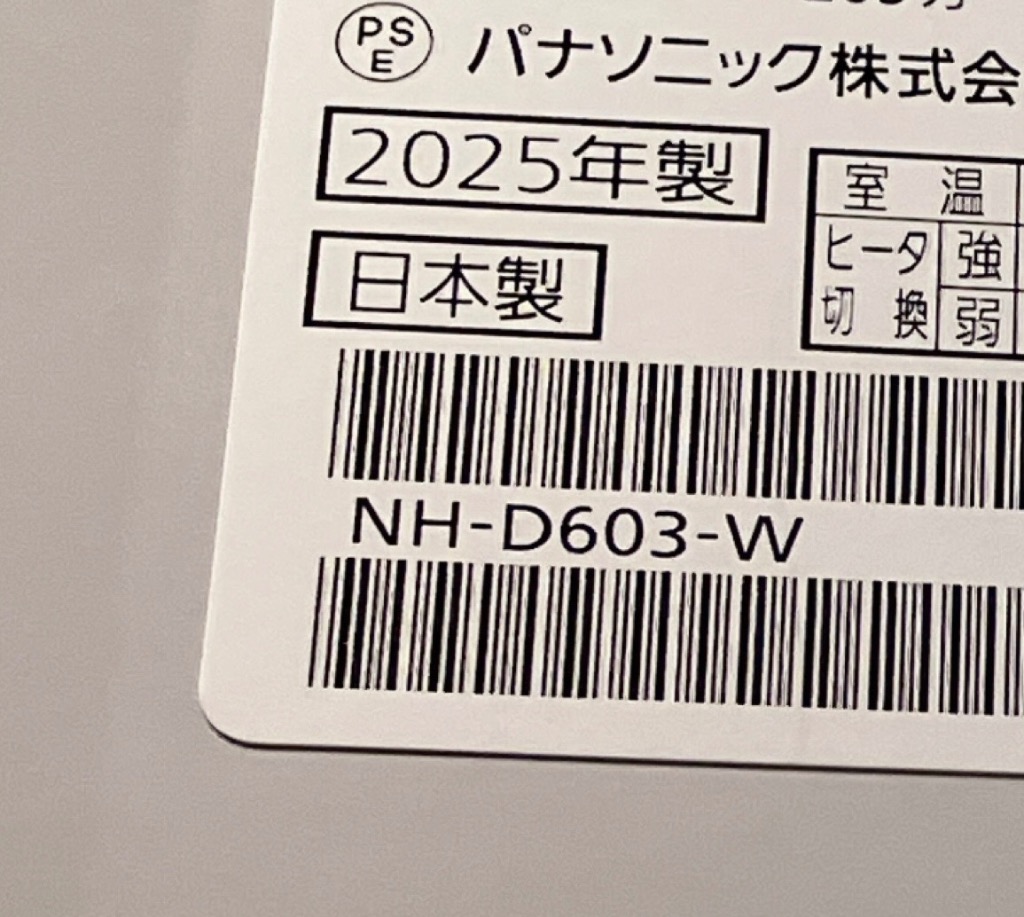 PS
E
パナソニック株式会
2025年製
日本製
室 温
ヒータ 強
切 換 弱
NH-D603-W